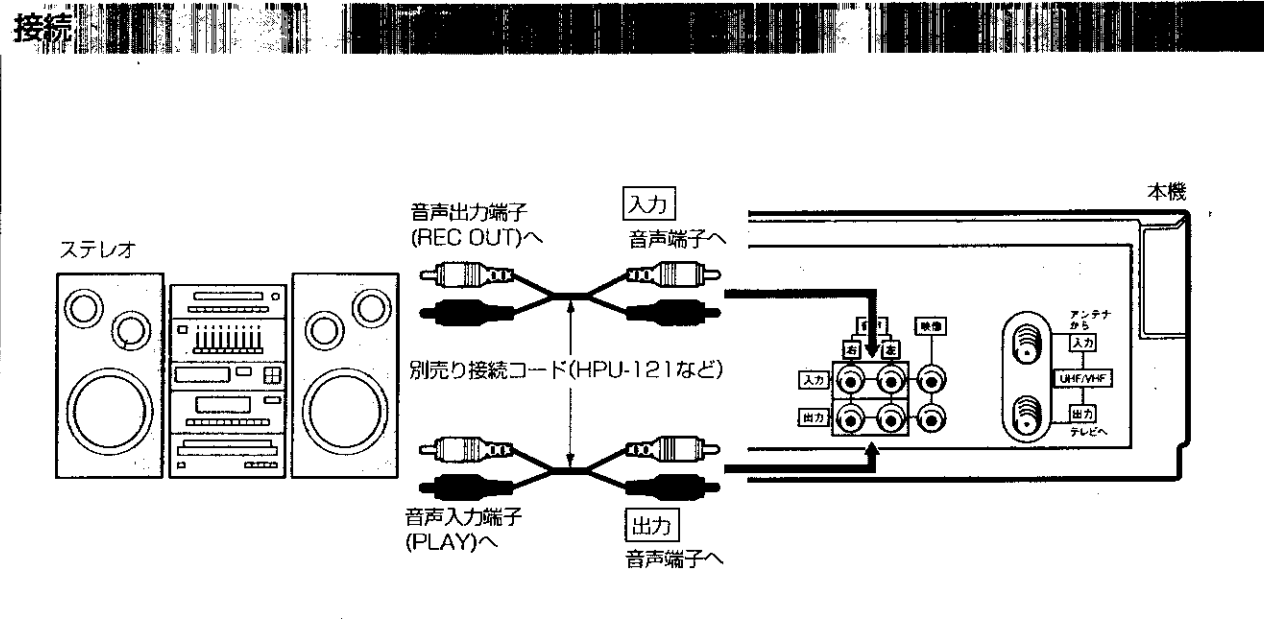 接続
本機
音声出力端子
(REC OUT)へ
入力
音声端子へ
ステレオ
アンテナ
から
映像
入力
右 左
別売り接続コード(HPU-121など)
入力
UHF/VHF
出力
出力
テレビへ
音声入力端子
(PLAY)へ
出力
音声端子へ